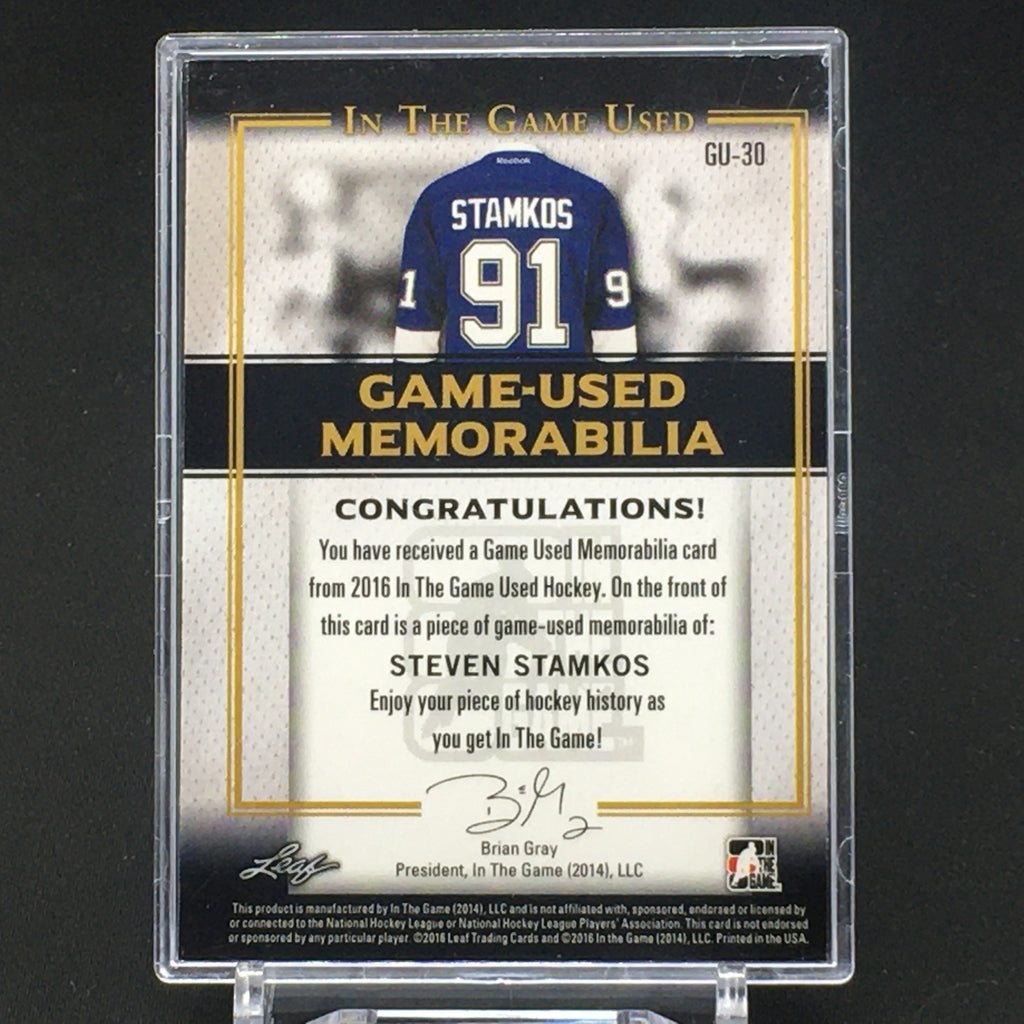 IN THE GAME USED
GU-30
Reebok
STAMKOS
1 91 9
GAME-USED
MEMORABILIA
CONGRATULATIONS!
You have received a Game Used Memorabilia card
from 2016 In The Game Used Hockey. On the front of
this card is a piece of game-used memorabilia of:
STEVEN STAMKOS
Enjoy your piece of hockey history as
you get In The Game!
Brian Gray
President, In The Game (2014), LLC
Leaf
IN
THE
GAME
This product is manufactured by In The Game (2014), LLC and is not affiliated with, sponsored, endorsed or licensed by
or connected to the National Hockey League or National Hockey League Players' Association. This card is not endorsed
or sponsored by any particular player. ©2016 Leaf Trading Cards and ©2016 In the Game (2014), LLC. Printed in the USA.